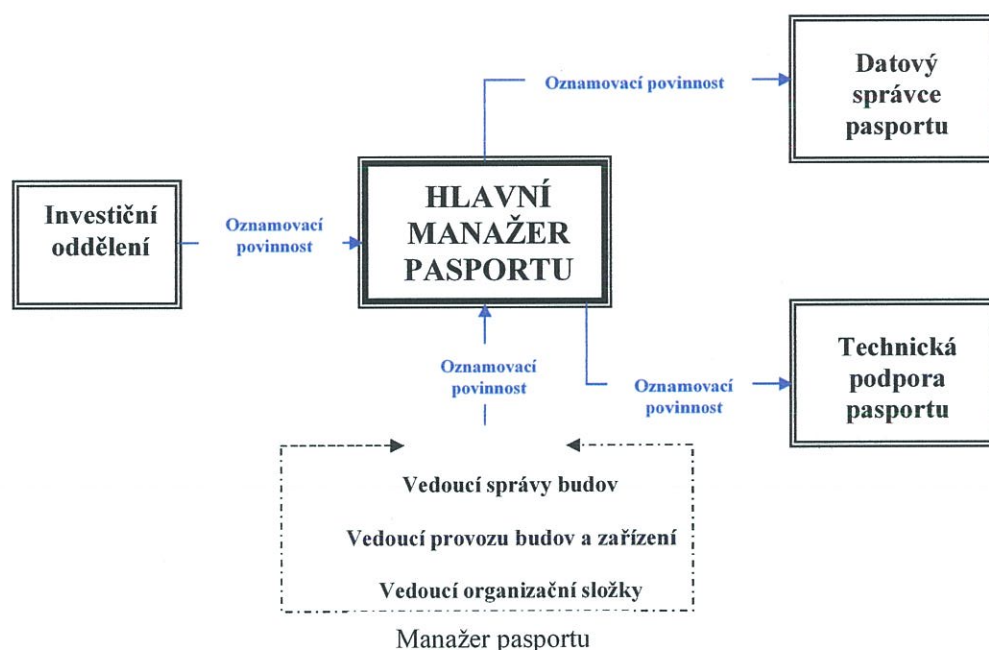 Oznamovací povinnost
Datový
správce
pasportu
Investiční
oddělení
Oznamovací
povinnost
HLAVNÍ
MANAŽER
PASPORTU
Oznamovací
povinnost
Oznamovací
povinnost
Technická
podpora
pasportu
Vedoucí správy budov
Vedoucí provozu budov a zařízení
Vedoucí organizační složky
Manažer pasportu